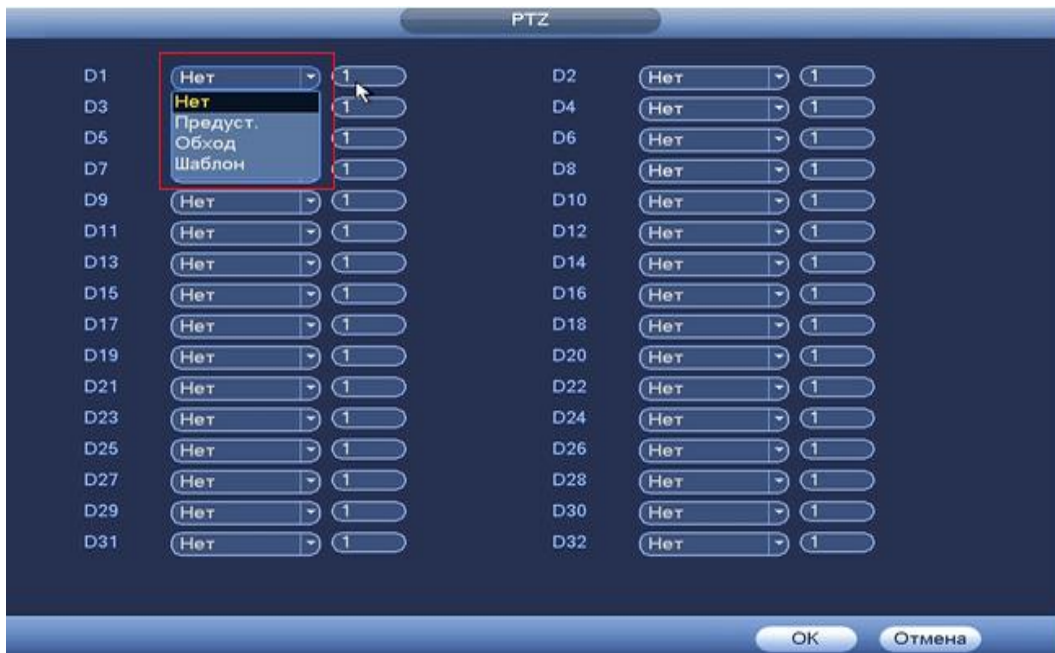 PTZ
D1 Нет 1 D2 Нет 1
Нет
D3 1 D4 Нет 1
Предуст.
D5 1 D6 Нет 1
Обход
Шаблон
D7 1 D8 Нет 1
D9 Нет 1 D10 Нет 1
D11 Нет 1 D12 Нет 1
D13 Нет 1 D14 Нет 1
D15 Нет 1 D16 Нет 1
D17 Нет 1 D18 Нет 1
D19 Нет 1 D20 Нет 1
D21 Нет 1 D22 Нет 1
D23 Нет 1 D24 Нет 1
D25 Нет 1 D26 Нет 1
D27 Нет 1 D28 Нет 1
D29 Нет 1 D30 Нет 1
D31 Нет 1 D32 Нет 1
OK Отмена